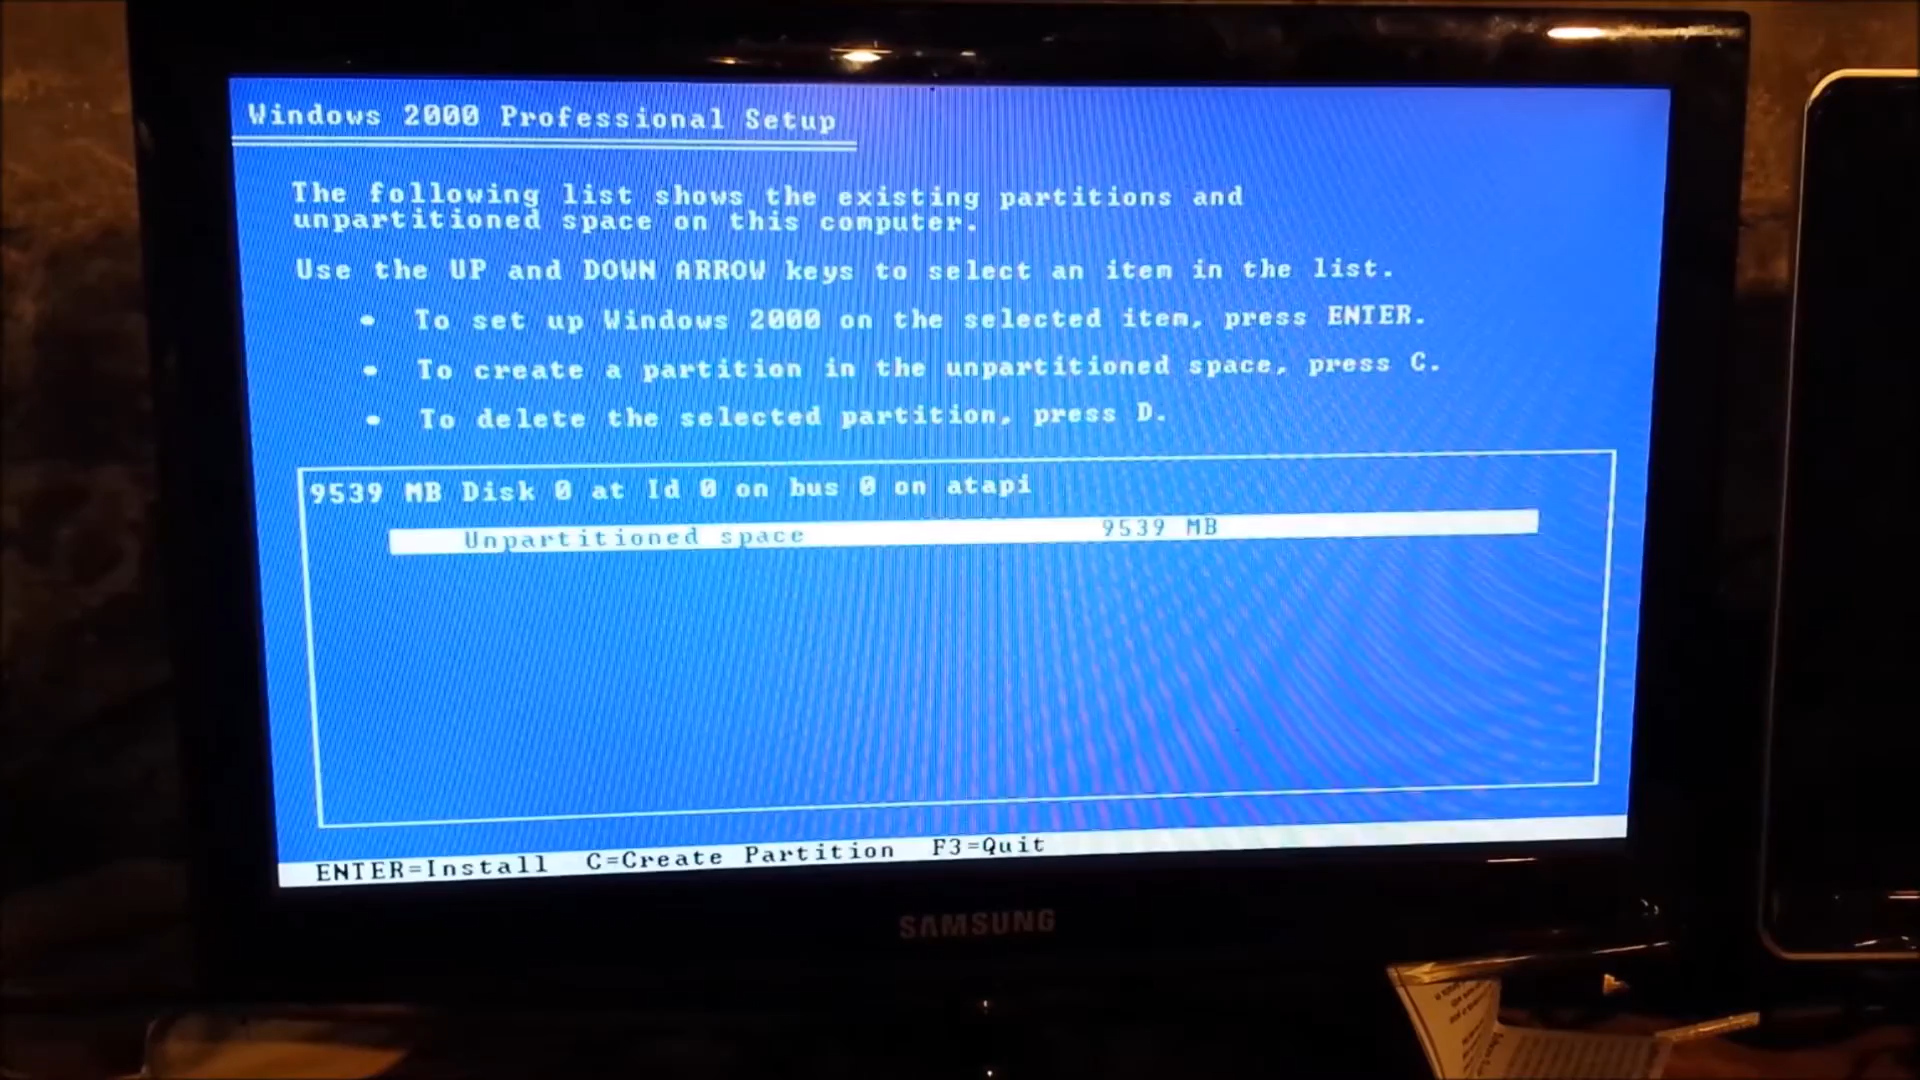 Windows 2000 Professional Setup
The following list shows the existing partitions and
unpartitioned space on this computer.
Use the UP and DOWN ARROW keys to select an item in the list.
• To set up Windows 2000 on the selected item, press ENTER.
• To create a partition in the unpartitioned space, press C.
• To delete the selected partition, press D.
9539 MB Disk 0 at Id 0 on bus 0 on atapi
Unpartitioned space 9539 MB
ENTER=Install C=Create Partition F3=Quit
SAMSUNG